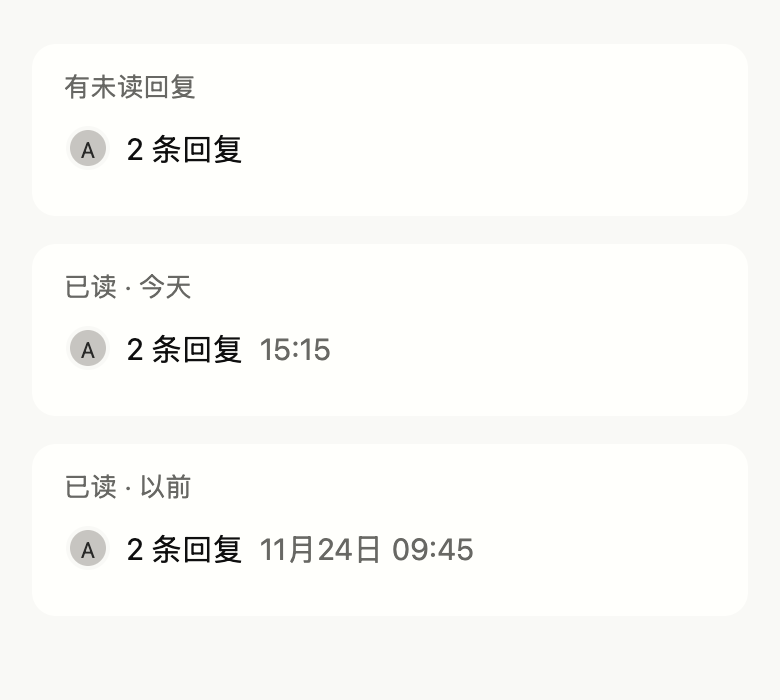 有未读回复
A 2 条回复
已读 · 今天
A 2 条回复 15:15
已读 · 以前
A 2 条回复 11月24日 09:45